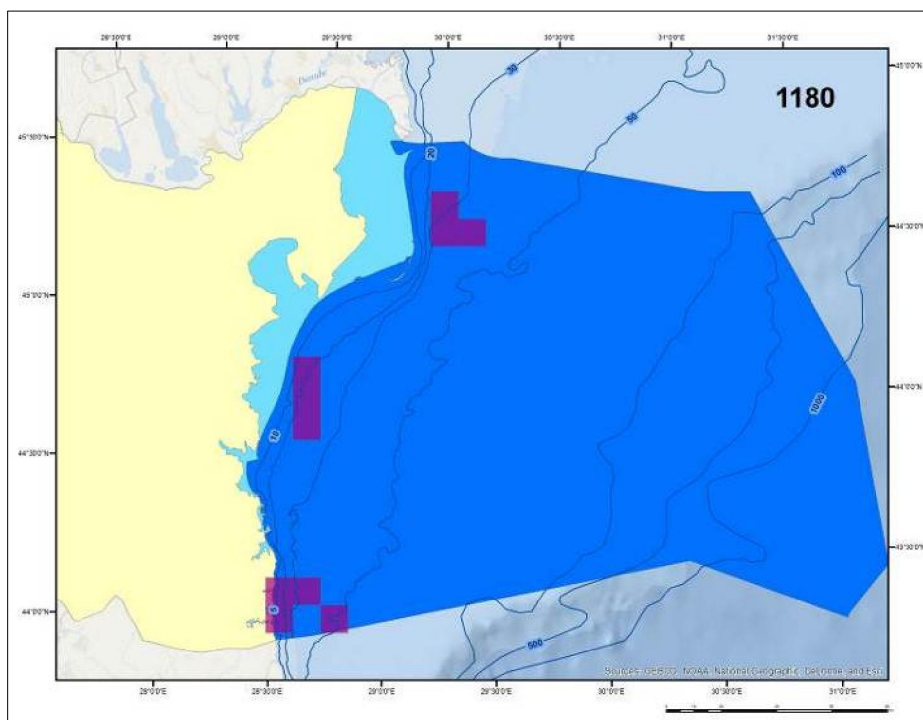 28°30'0"E 29°0'0"E 29°30'0"E 30°0'0"E 30°30'0"E 31°0'0"E 31°30'0"E
1180
Danube
30
50
20
100
1000
10
5
500
45°30'0"N
45°0'0"N
44°30'0"N
44°0'0"N
45°0'0"N
44°30'0"N
44°0'0"N
43°30'0"N
Sources: GEBCO, NOAA, National Geographic, DeLorme, and Esri
28°0'0"E 28°30'0"E 29°0'0"E 29°30'0"E 30°0'0"E 30°30'0"E 31°0'0"E